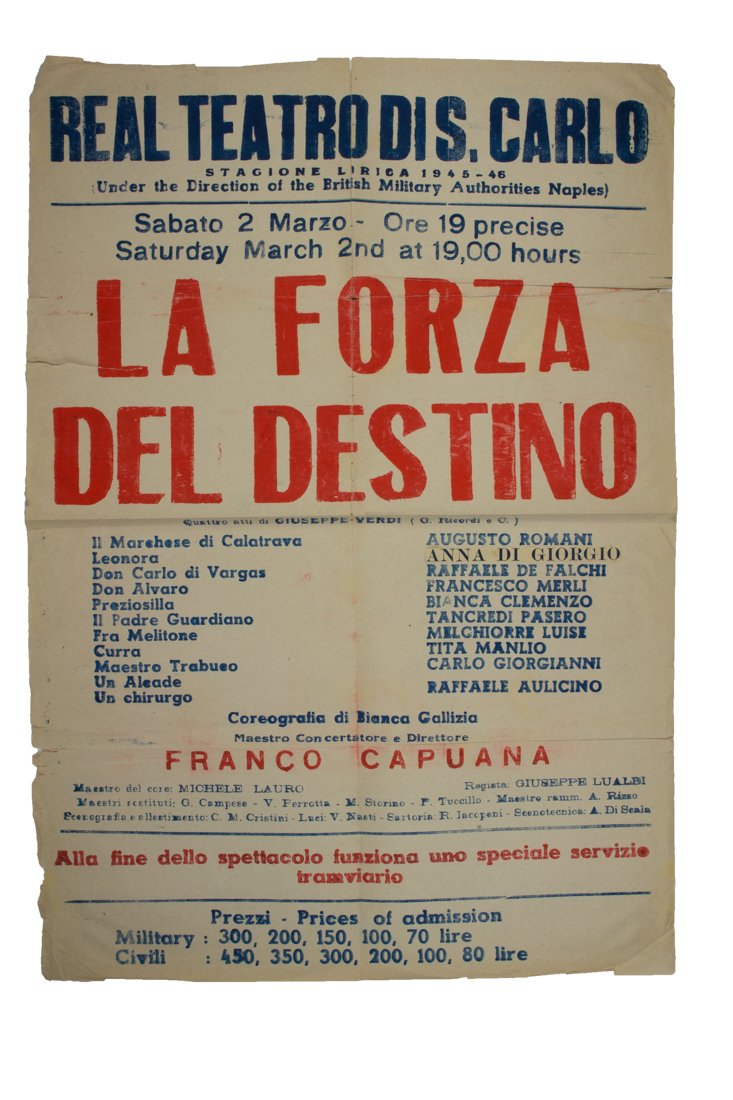 REAL TEATRO DI S. CARLO
STAGIONE LIRICA 1945-46
(Under the Direction of the British Military Authorities Naples)
Sabato 2 Marzo - Ore 19 precise
Saturday March 2nd at 19,00 hours
LA FORZA
DEL DESTINO
Quattro atti di GIUSEPPE VERDI ( G. Ricordi e C. )
Il Marchese di Calatrava AUGUSTO ROMANI
Leonora ANNA DI GIORGIO
Don Carlo di Vargas RAFFAELE DE FALCHI
Don Alvaro FRANCESCO MERLI
Preziosilla BIANCA CLEMENZO
Il Padre Guardiano TANCREDI PASERO
Fra Melitone MELCHIORRE LUISE
Curra TITA MANLIO
Maestro Trabuco CARLO GIORGIANNI
Un Alcade
Un chirurgo RAFFAELE AULICINO
Coreografia di Bianca Gallizia
Maestro Concertatore e Direttore
FRANCO CAPUANA
Maestro del coro: MICHELE LAURO Regista: GIUSEPPE LUALDI
Maestri sostituti: G. Campese - V. Ferrotta - M. Storino - F. Tuccillo - Maestro ramm. A. Rizzo
Scenografia e allestimento: C. M. Cristini - Luci V. Nasti - Sartoria: R. Iacopeni - Scenotecnica: A. Di Scala
Alla fine dello spettacolo funziona uno speciale servizio
tramviario
Prezzi - Prices of admission
Military : 300, 200, 150, 100, 70 lire
Civili : 450, 350, 300, 200, 100, 80 lire